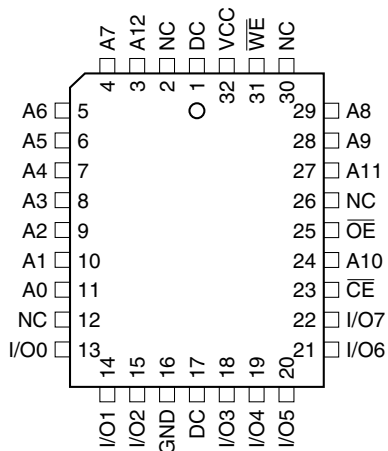 A7 A12 NC DC VCC W̅E̅ NC
4 3 2 1 32 31 30
A6 5 29 A8
A5 6 28 A9
A4 7 27 A11
A3 8 26 NC
A2 9 25 O̅E̅
A1 10 24 A10
A0 11 23 C̅E̅
NC 12 22 I/O7
I/O0 13 21 I/O6
14 15 16 17 18 19 20
I/O1 I/O2 GND DC I/O3 I/O4 I/O5